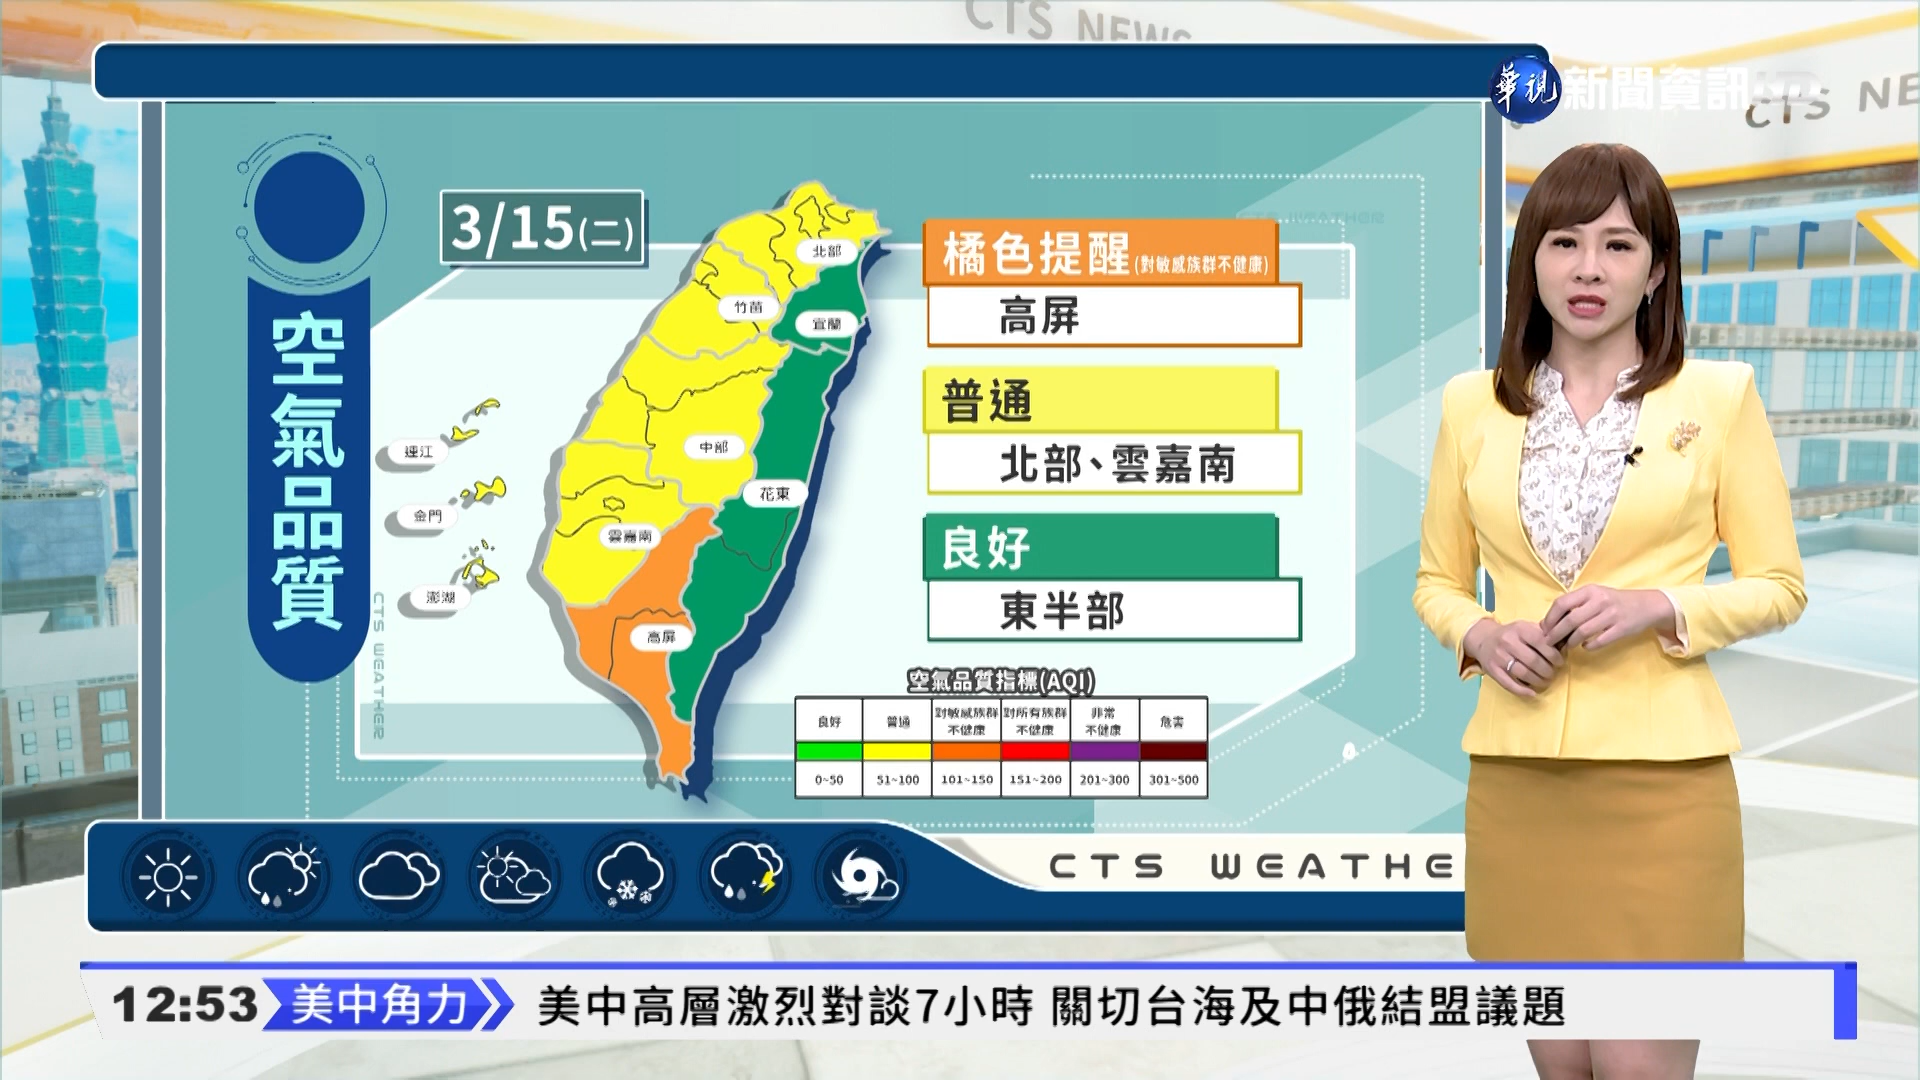 CTS NEWS
華視 新聞資訊 HD
CTS NE
空氣品質
3/15(二)
北部
竹苗
宜蘭
中部
花東
雲嘉南
高屏
連江
金門
澎湖
橘色提醒(對敏感族群不健康)
高屏
普通
北部、雲嘉南
良好
東半部
CTS WEATHER
CTS WEATHER
空氣品質指標(AQI)
良好 普通 對敏感族群不健康 對所有族群不健康 非常不健康 危害
0~50 51~100 101~150 151~200 201~300 301~500
CTS WEATHE
12:53 美中角力 美中高層激烈對談7小時 關切台海及中俄結盟議題